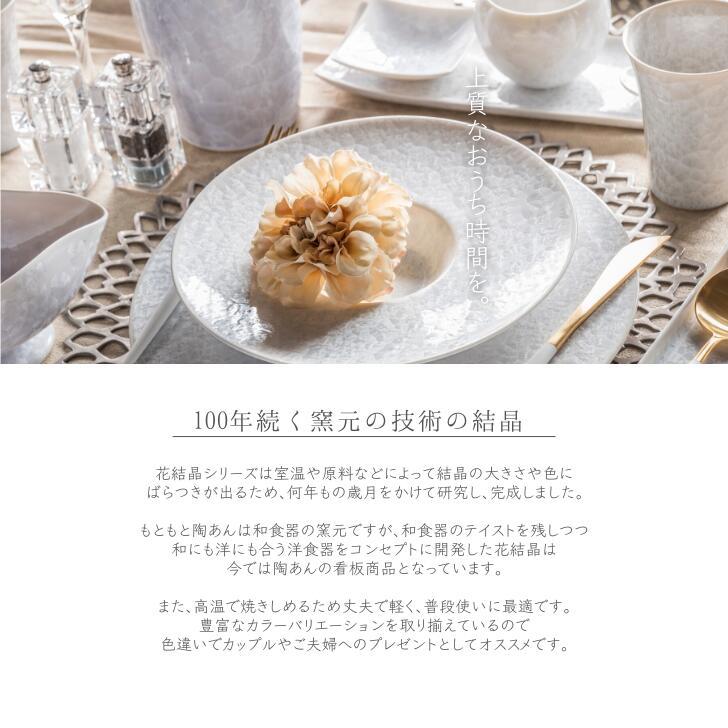 上質なおうち時間を。
100年続く窯元の技術の結晶
花結晶シリーズは室温や原料などによって結晶の大きさや色に
ばらつきが出るため、何年もの歳月をかけて研究し、完成しました。
もともと陶あんは和食器の窯元ですが、和食器のテイストを残しつつ
和にも洋にも合う洋食器をコンセプトに開発した花結晶は
今では陶あんの看板商品となっています。
また、高温で焼きしめるため丈夫で軽く、普段使いに最適です。
豊富なカラーバリエーションを取り揃えているので
色違いでカップルやご夫婦へのプレゼントとしてオススメです。